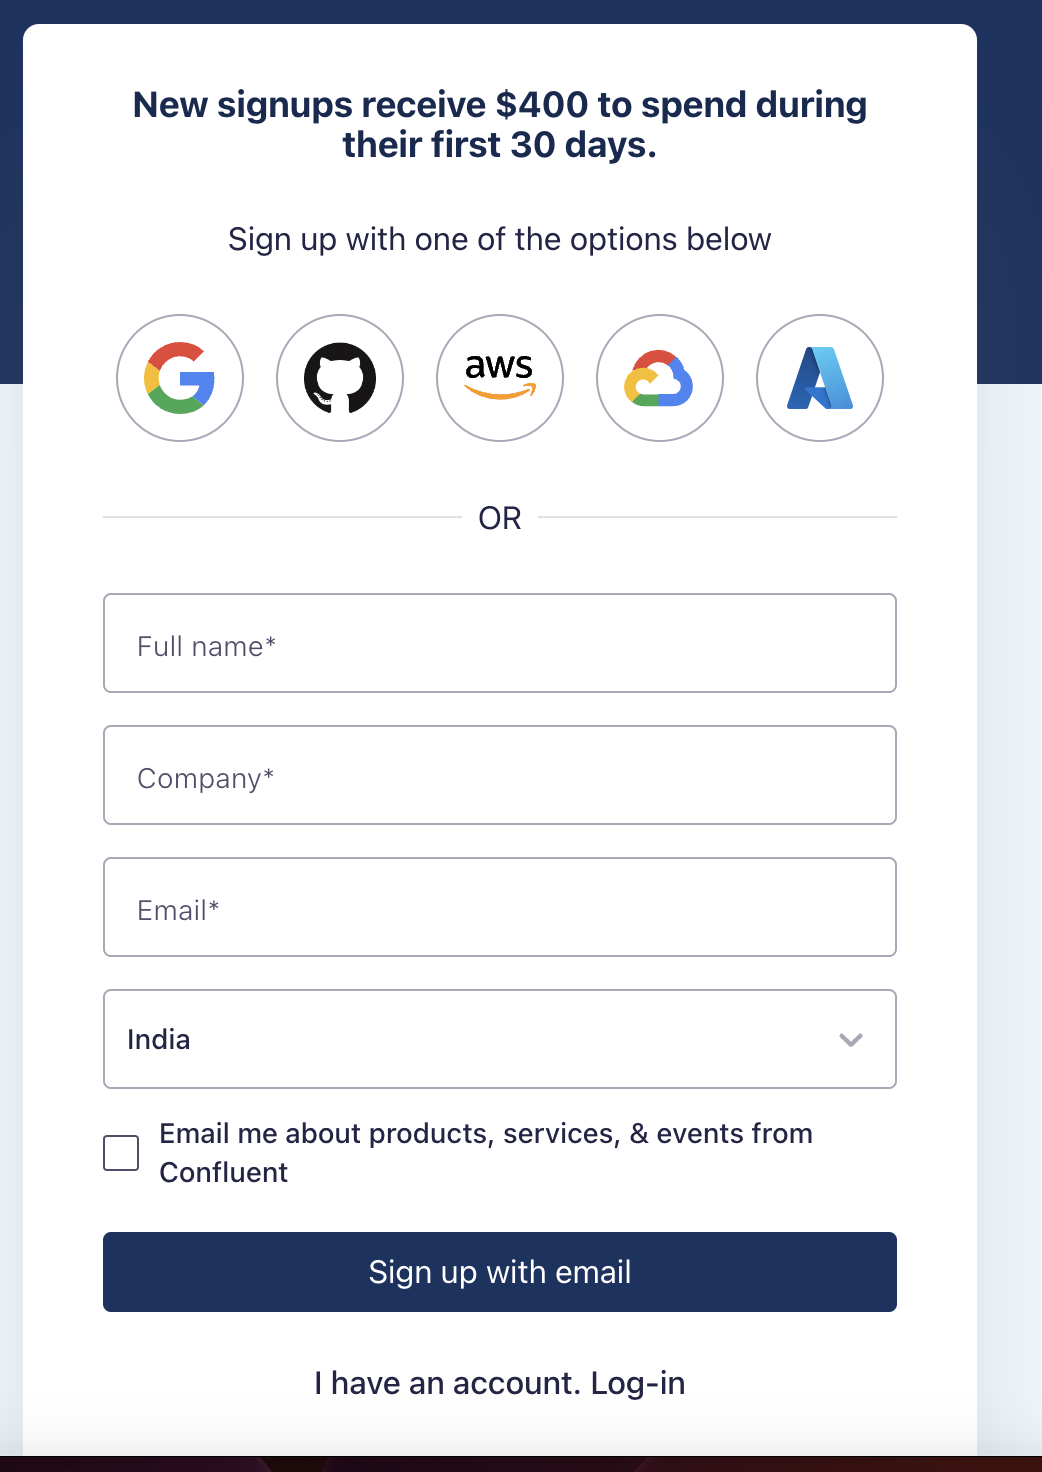 New signups receive $400 to spend during
their first 30 days.
Sign up with one of the options below
aws
OR
Full name*
Company*
Email*
India
Email me about products, services, & events from
Confluent
Sign up with email
I have an account. Log-in